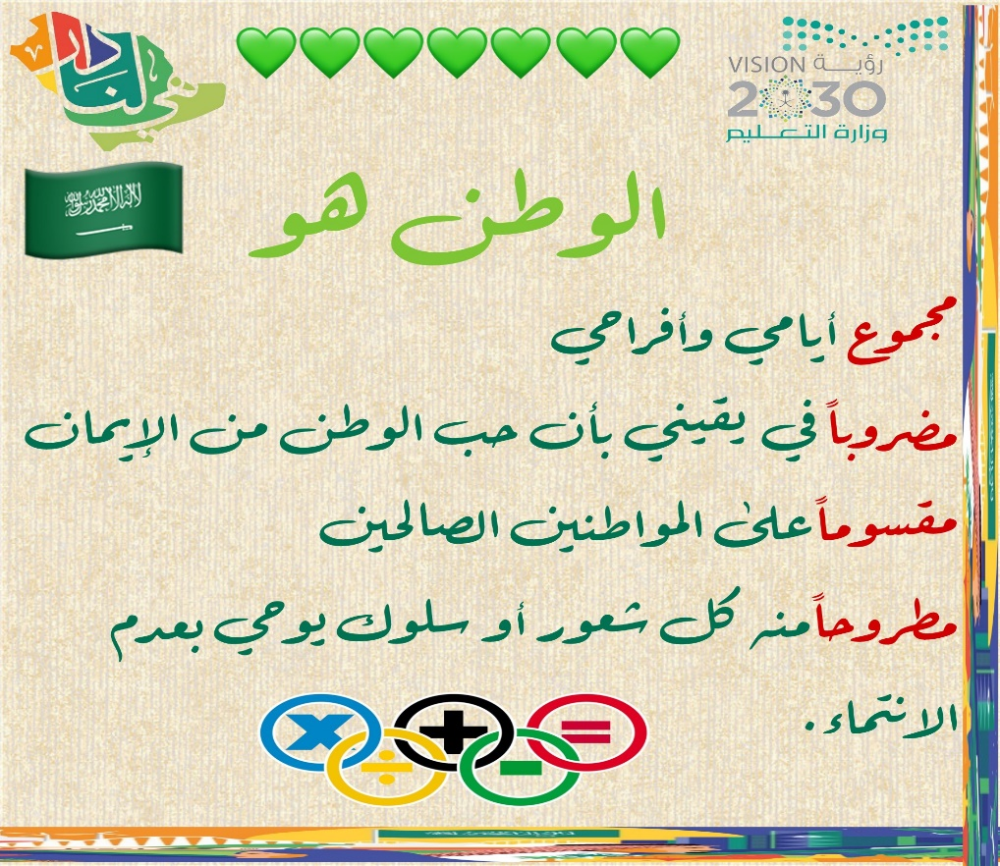 هي لنا دار
VISION رؤيـــة
2030
وزارة التعـــليم
لا إله إلا الله محمد رسول الله
الوطن هو
مجموع أيامي وأفراحي
مضروباً في يقيني بأن حب الوطن من الإيمان
مقسوماً على المواطنين الصالحين
مطروحاً منه كل شعور أو سلوك يوحي بعدم
الانتماء.
× + =
÷ -